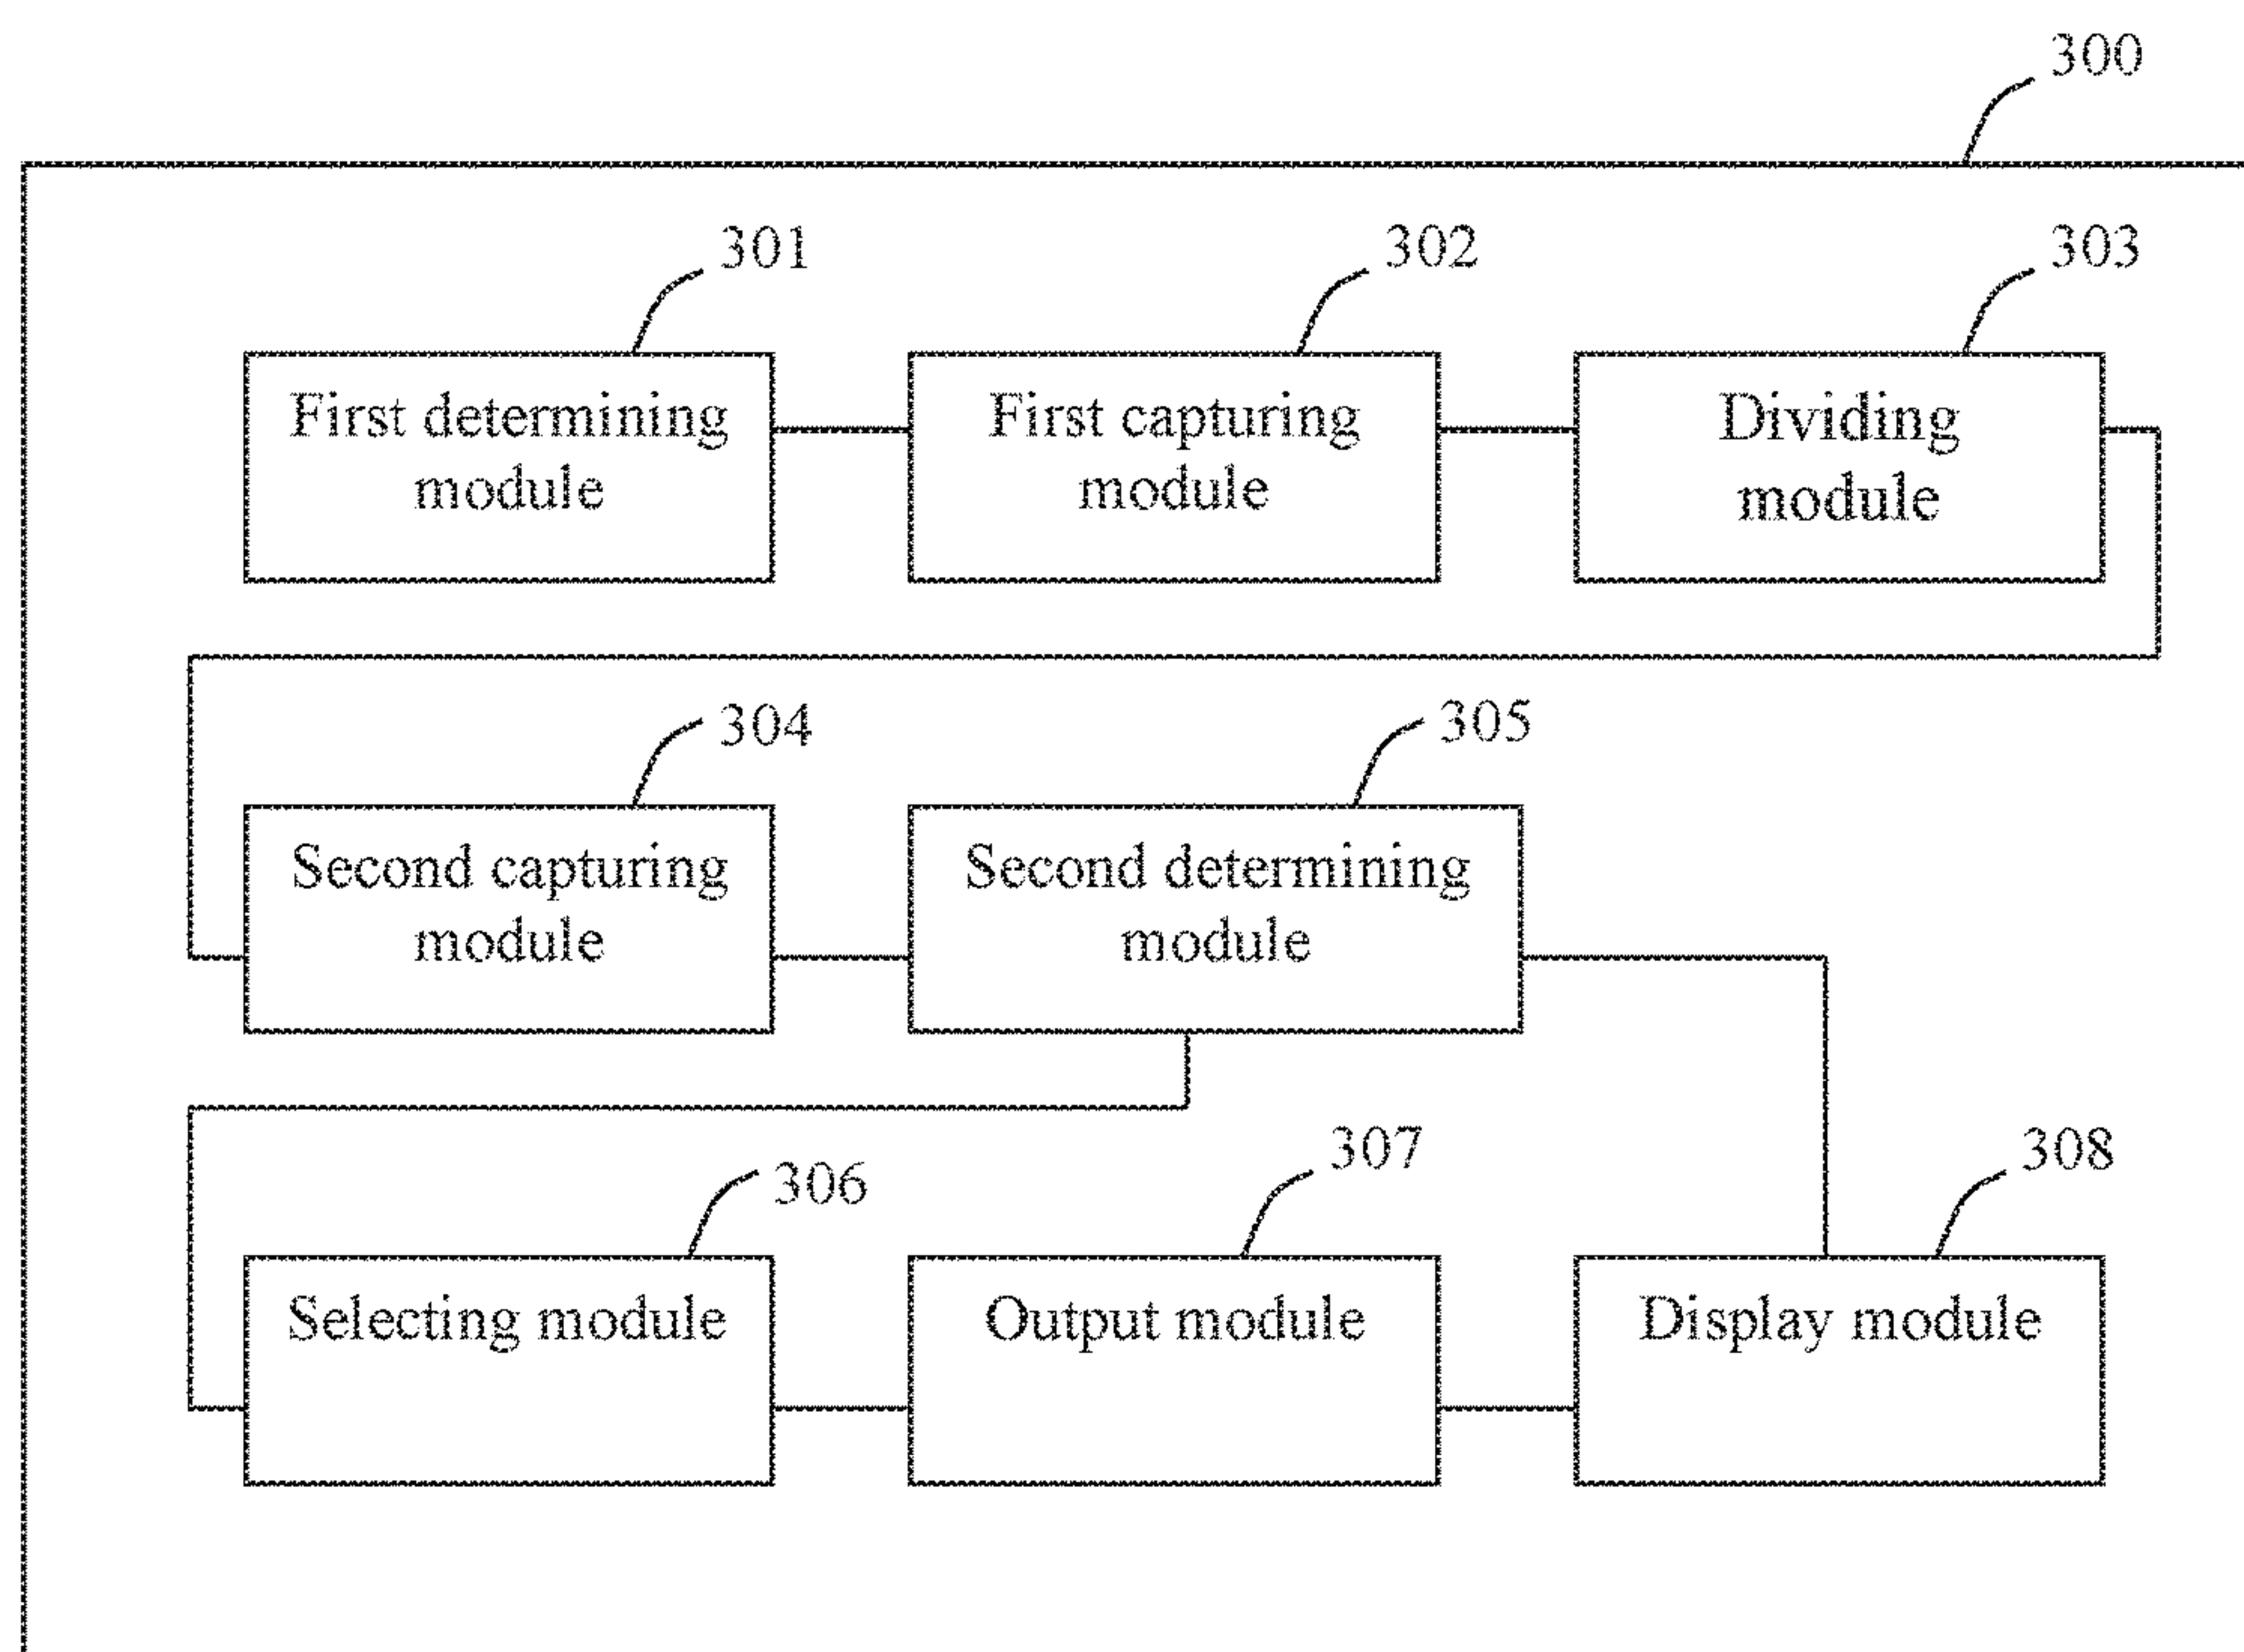 300
301
302
303
First determining
module
First capturing
module
Dividing
module
304
305
Second capturing
module
Second determining
module
306
307
308
Selecting module
Output module
Display module